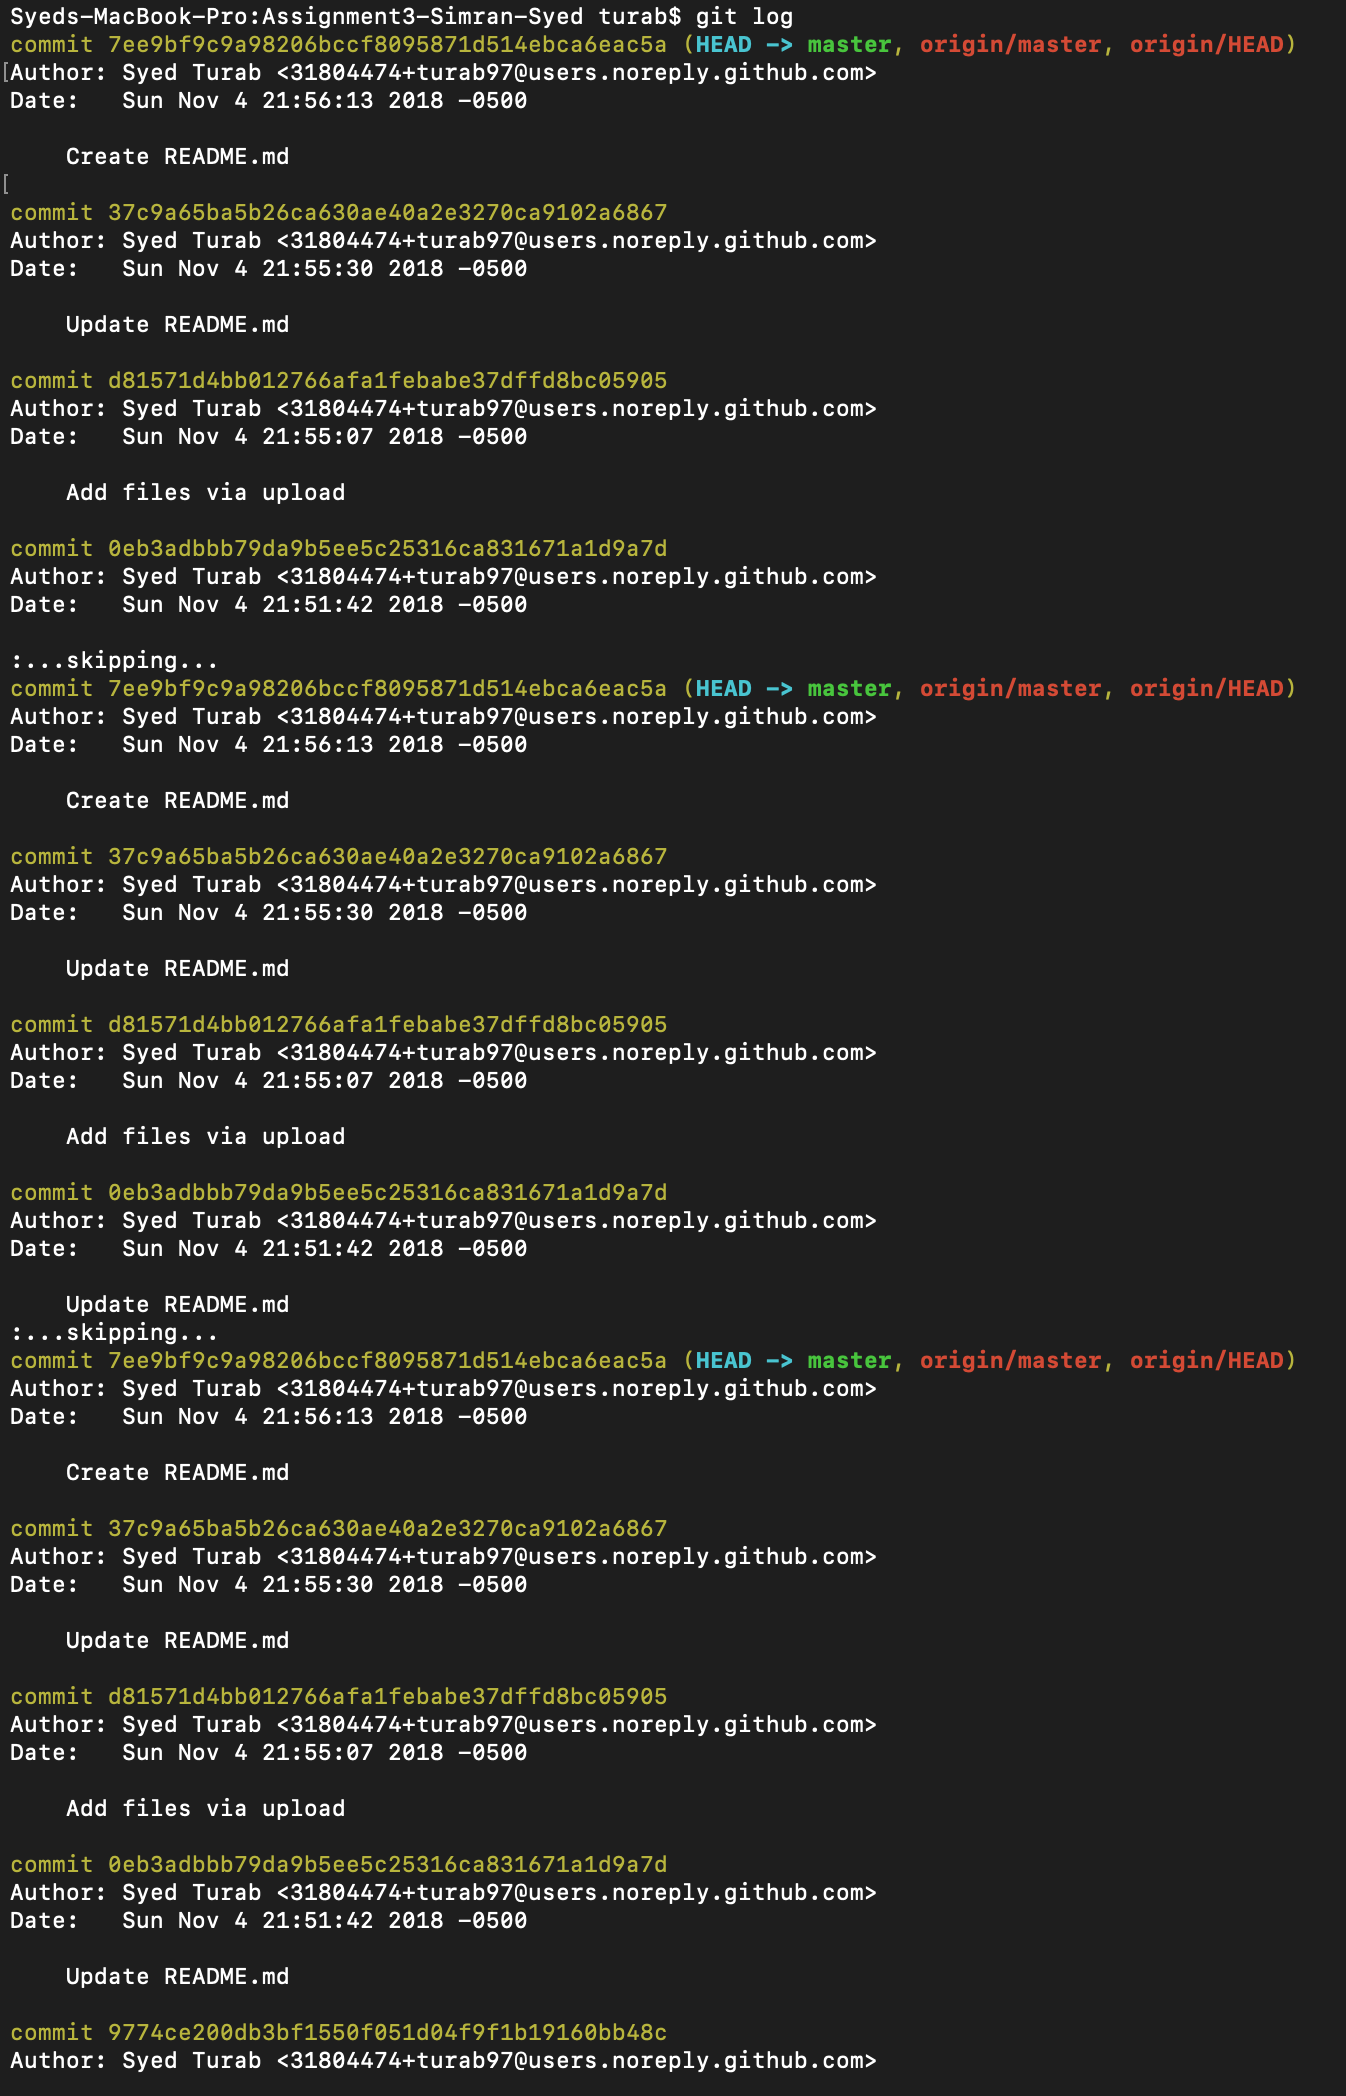 Syeds-MacBook-Pro:Assignment3-Simran-Syed turab$ git log
commit 7ee9bf9c9a98206bccf8095871d514ebca6eac5a (HEAD -> master, origin/master, origin/HEAD)
[Author: Syed Turab <31804474+turab97@users.noreply.github.com>
Date:   Sun Nov 4 21:56:13 2018 -0500

    Create README.md
[
commit 37c9a65ba5b26ca630ae40a2e3270ca9102a6867
Author: Syed Turab <31804474+turab97@users.noreply.github.com>
Date:   Sun Nov 4 21:55:30 2018 -0500

    Update README.md

commit d81571d4bb012766afa1febabe37dffd8bc05905
Author: Syed Turab <31804474+turab97@users.noreply.github.com>
Date:   Sun Nov 4 21:55:07 2018 -0500

    Add files via upload

commit 0eb3adbbb79da9b5ee5c25316ca831671a1d9a7d
Author: Syed Turab <31804474+turab97@users.noreply.github.com>
Date:   Sun Nov 4 21:51:42 2018 -0500

:...skipping...
commit 7ee9bf9c9a98206bccf8095871d514ebca6eac5a (HEAD -> master, origin/master, origin/HEAD)
Author: Syed Turab <31804474+turab97@users.noreply.github.com>
Date:   Sun Nov 4 21:56:13 2018 -0500

    Create README.md

commit 37c9a65ba5b26ca630ae40a2e3270ca9102a6867
Author: Syed Turab <31804474+turab97@users.noreply.github.com>
Date:   Sun Nov 4 21:55:30 2018 -0500

    Update README.md

commit d81571d4bb012766afa1febabe37dffd8bc05905
Author: Syed Turab <31804474+turab97@users.noreply.github.com>
Date:   Sun Nov 4 21:55:07 2018 -0500

    Add files via upload

commit 0eb3adbbb79da9b5ee5c25316ca831671a1d9a7d
Author: Syed Turab <31804474+turab97@users.noreply.github.com>
Date:   Sun Nov 4 21:51:42 2018 -0500

    Update README.md
:...skipping...
commit 7ee9bf9c9a98206bccf8095871d514ebca6eac5a (HEAD -> master, origin/master, origin/HEAD)
Author: Syed Turab <31804474+turab97@users.noreply.github.com>
Date:   Sun Nov 4 21:56:13 2018 -0500

    Create README.md

commit 37c9a65ba5b26ca630ae40a2e3270ca9102a6867
Author: Syed Turab <31804474+turab97@users.noreply.github.com>
Date:   Sun Nov 4 21:55:30 2018 -0500

    Update README.md

commit d81571d4bb012766afa1febabe37dffd8bc05905
Author: Syed Turab <31804474+turab97@users.noreply.github.com>
Date:   Sun Nov 4 21:55:07 2018 -0500

    Add files via upload

commit 0eb3adbbb79da9b5ee5c25316ca831671a1d9a7d
Author: Syed Turab <31804474+turab97@users.noreply.github.com>
Date:   Sun Nov 4 21:51:42 2018 -0500

    Update README.md

commit 9774ce200db3bf1550f051d04f9f1b19160bb48c
Author: Syed Turab <31804474+turab97@users.noreply.github.com>